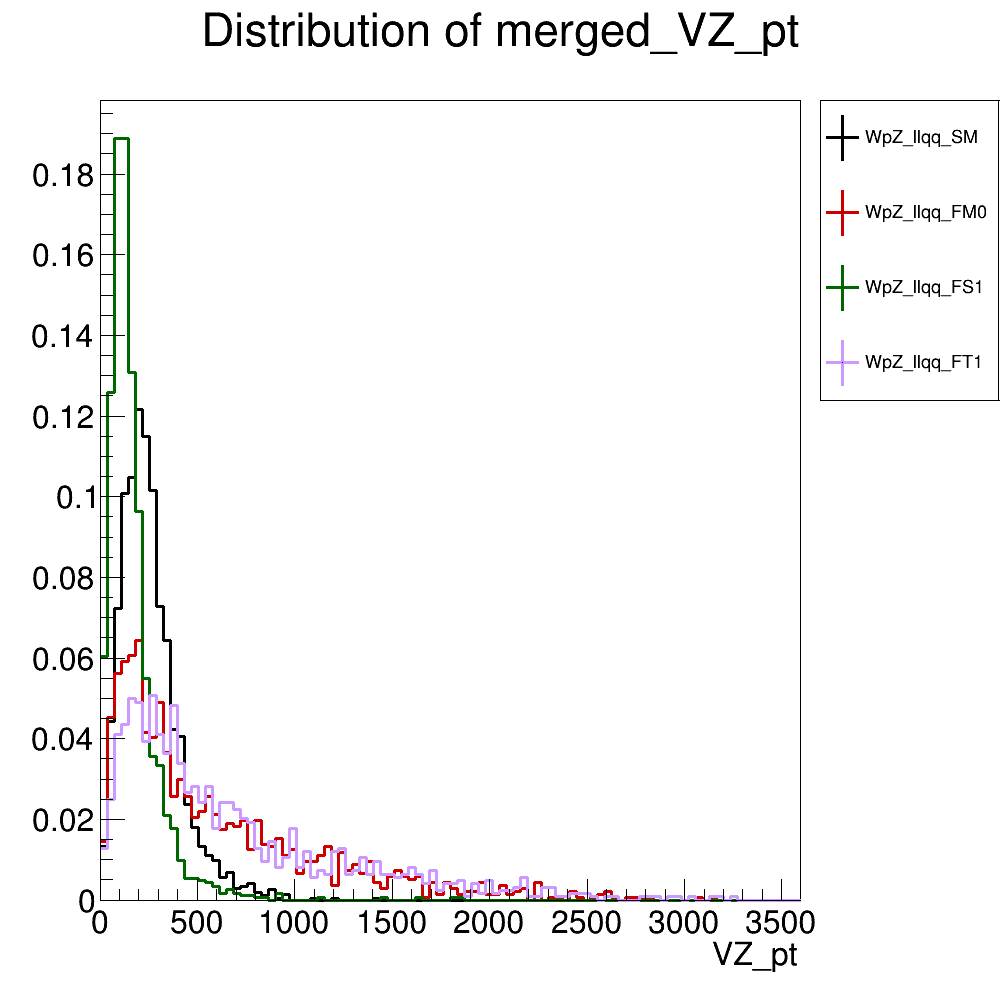 Distribution of merged_VZ_pt
WpZ_llqq_SM
WpZ_llqq_FM0
WpZ_llqq_FS1
WpZ_llqq_FT1
0.18
0.16
0.14
0.12
0.1
0.08
0.06
0.04
0.02
0
0 500 1000 1500 2000 2500 3000 3500
VZ_pt